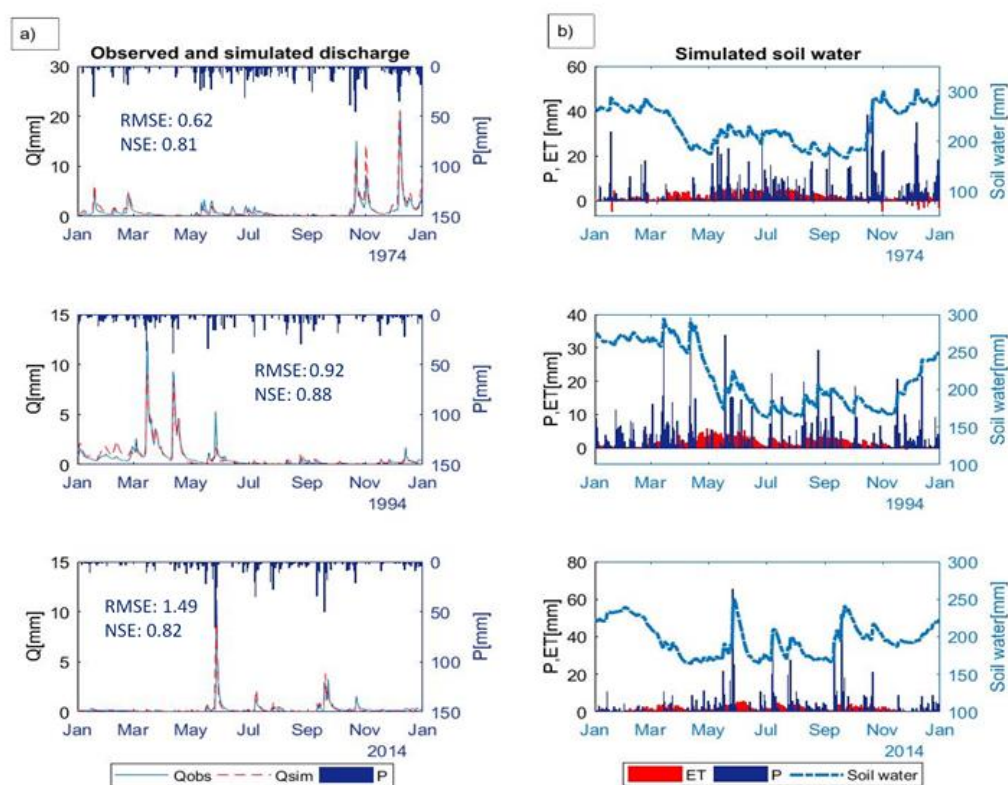 a)
Observed and simulated discharge
30
20
10
0
Q[mm]
RMSE: 0.62
NSE: 0.81
0
50
100
150
P[mm]
Jan Mar May Jul Sep Nov Jan
1974
15
10
5
0
Q[mm]
RMSE: 0.92
NSE: 0.88
0
50
100
150
P[mm]
Jan Mar May Jul Sep Nov Jan
1994
15
10
5
0
Q[mm]
RMSE: 1.49
NSE: 0.82
0
50
100
150
P[mm]
Jan Mar May Jul Sep Nov Jan
2014
Qobs Qsim P
b)
Simulated soil water
60
40
20
0
P, ET[mm]
300
200
100
Soil water [mm]
Jan Mar May Jul Sep Nov Jan
1974
40
30
20
10
0
P,ET[mm]
300
250
200
150
100
Soil water[mm]
Jan Mar May Jul Sep Nov Jan
1994
80
60
40
20
0
P,ET[mm]
300
250
200
150
100
Soil water[mm]
Jan Mar May Jul Sep Nov Jan
2014
ET P Soil water